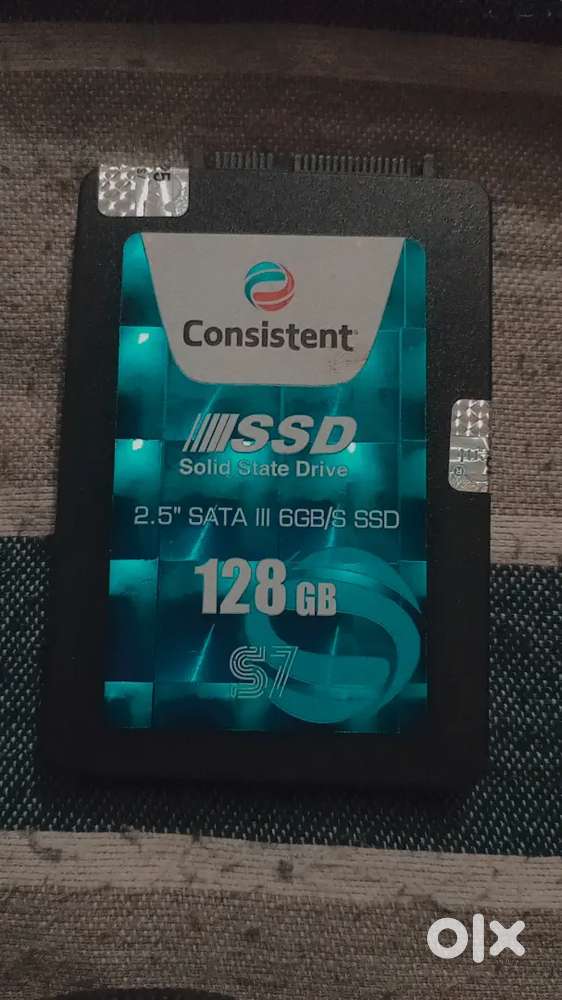 Consistent
SSD
Solid State Drive
2.5" SATA III 6GB/S SSD
128 GB
S7
olx